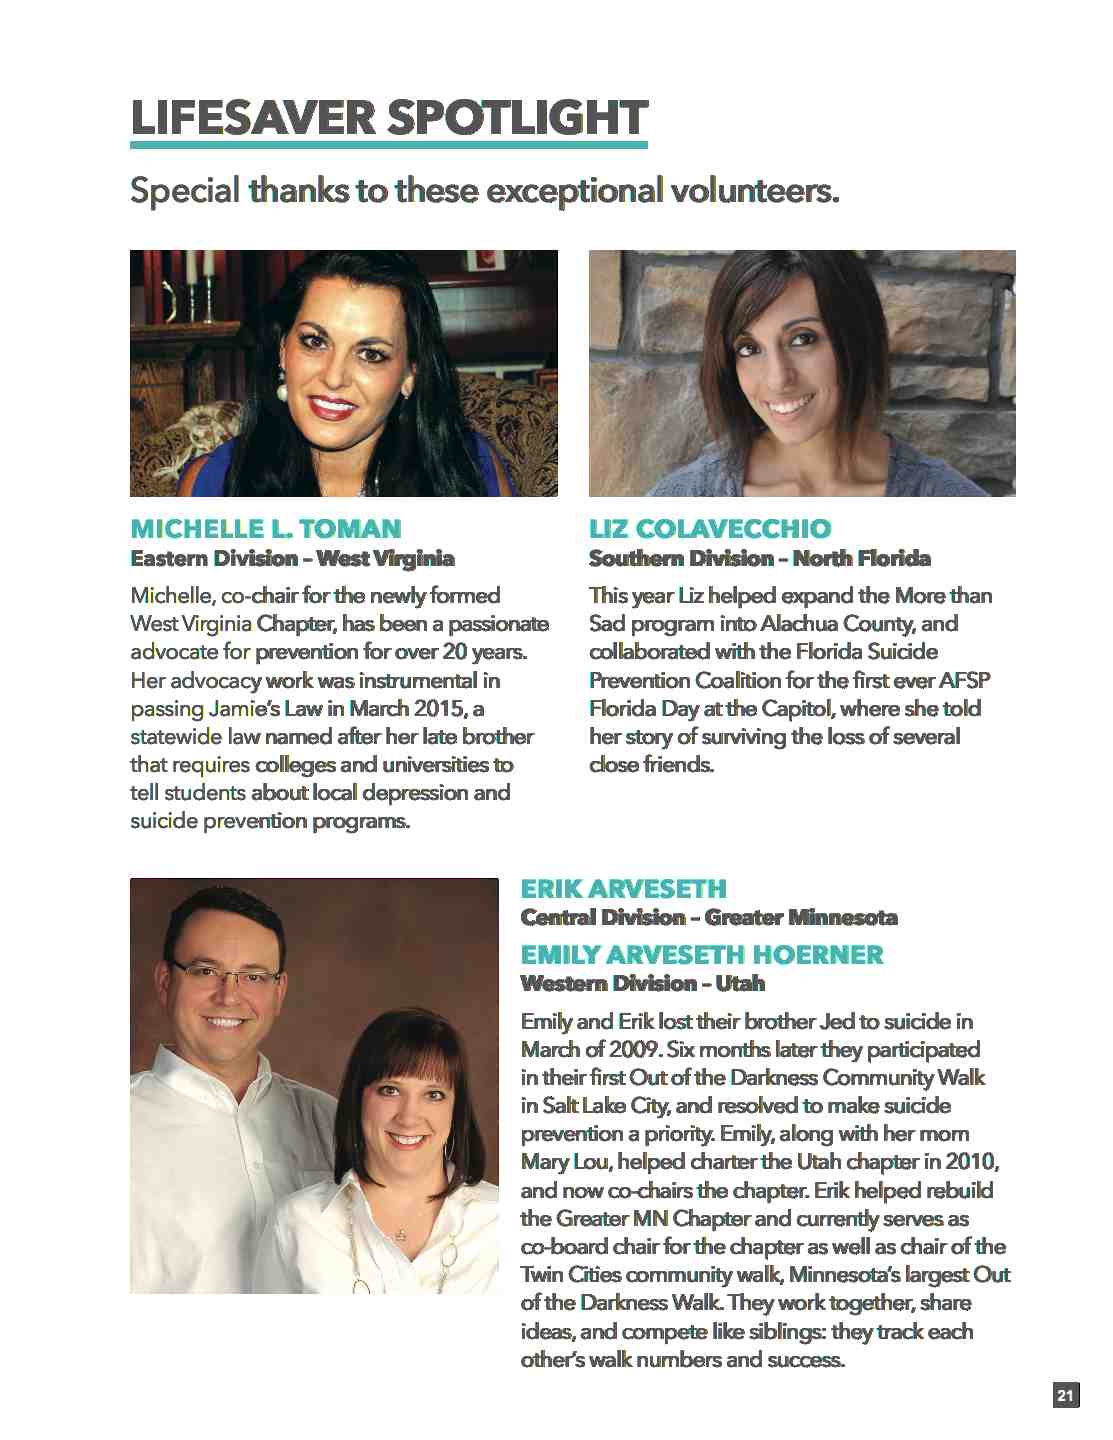 LIFESAVER SPOTLIGHT
Special thanks to these exceptional volunteers.
MICHELLE L. TOMAN
Eastern Division – West Virginia
Michelle, co-chair for the newly formed
West Virginia Chapter, has been a passionate
advocate for prevention for over 20 years.
Her advocacy work was instrumental in
passing Jamie's Law in March 2015, a
statewide law named after her late brother
that requires colleges and universities to
tell students about local depression and
suicide prevention programs.
LIZ COLAVECCHIO
Southern Division – North Florida
This year Liz helped expand the More than
Sad program into Alachua County, and
collaborated with the Florida Suicide
Prevention Coalition for the first ever AFSP
Florida Day at the Capitol, where she told
her story of surviving the loss of several
close friends.
ERIK ARVESETH
Central Division – Greater Minnesota
EMILY ARVESETH HOERNER
Western Division – Utah
Emily and Erik lost their brother Jed to suicide in
March of 2009. Six months later they participated
in their first Out of the Darkness Community Walk
in Salt Lake City, and resolved to make suicide
prevention a priority. Emily, along with her mom
Mary Lou, helped charter the Utah chapter in 2010,
and now co-chairs the chapter. Erik helped rebuild
the Greater MN Chapter and currently serves as
co-board chair for the chapter as well as chair of the
Twin Cities community walk, Minnesota's largest Out
of the Darkness Walk. They work together, share
ideas, and compete like siblings: they track each
other's walk numbers and success.
21